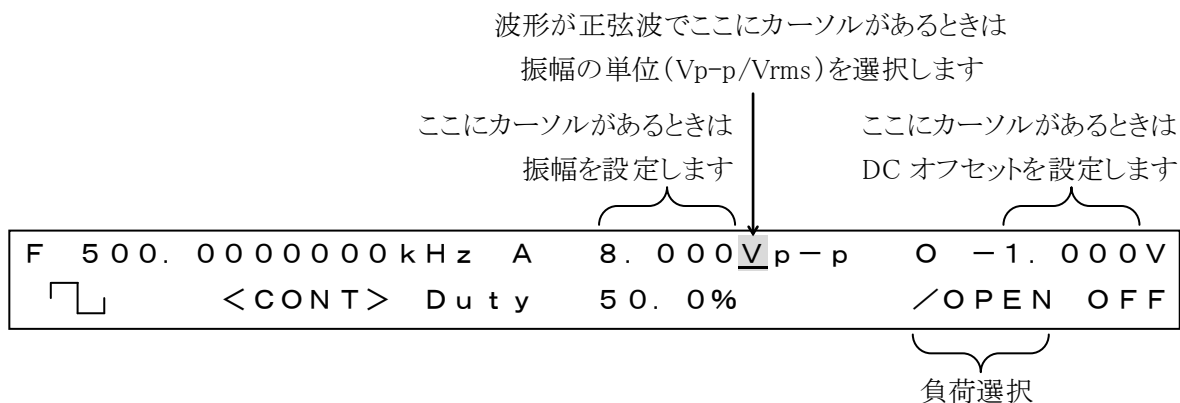 波形が正弦波でここにカーソルがあるときは
振幅の単位(Vp-p/Vrms)を選択します
ここにカーソルがあるときは
振幅を設定します
ここにカーソルがあるときは
DC オフセットを設定します
F 500.0000000kHz A 8.000Vp-p O -1.000V
<CONT> Duty 50.0% /OPEN OFF
負荷選択